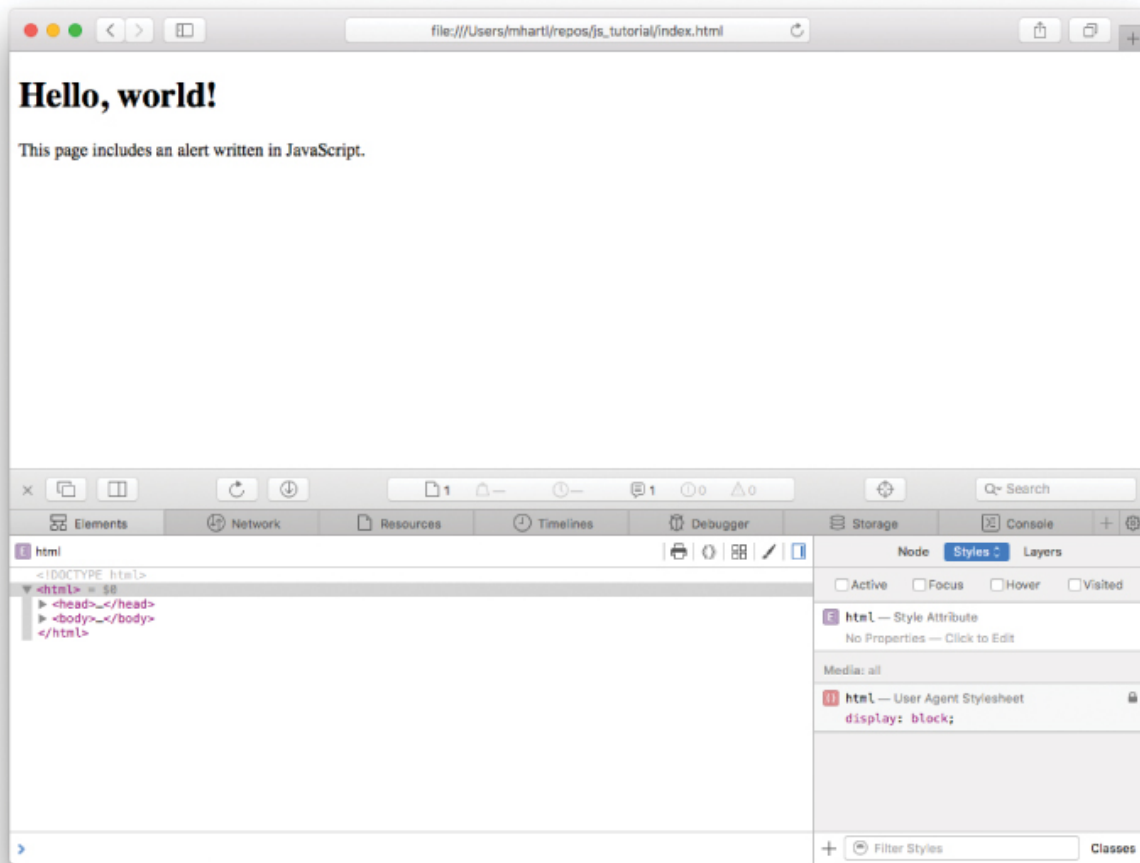 file:///Users/mhartl/repos/js_tutorial/index.html
Hello, world!
This page includes an alert written in JavaScript.
1 — — 1 0 0 Search
Elements Network Resources Timelines Debugger Storage Console
E html
Node Styles Layers
<!DOCTYPE html>
<html> = $0
<head>…</head>
<body>…</body>
</html>
Active Focus Hover Visited
E html — Style Attribute
No Properties — Click to Edit
Media: all
html — User Agent Stylesheet
display: block;
Filter Styles Classes